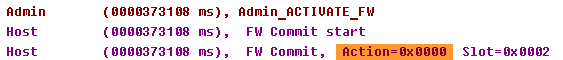 Admin (0000373108 ms), Admin_ACTIVATE_FW
Host (0000373108 ms), FW Commit start
Host (0000373108 ms), FW Commit, Action=0x0000 Slot=0x0002